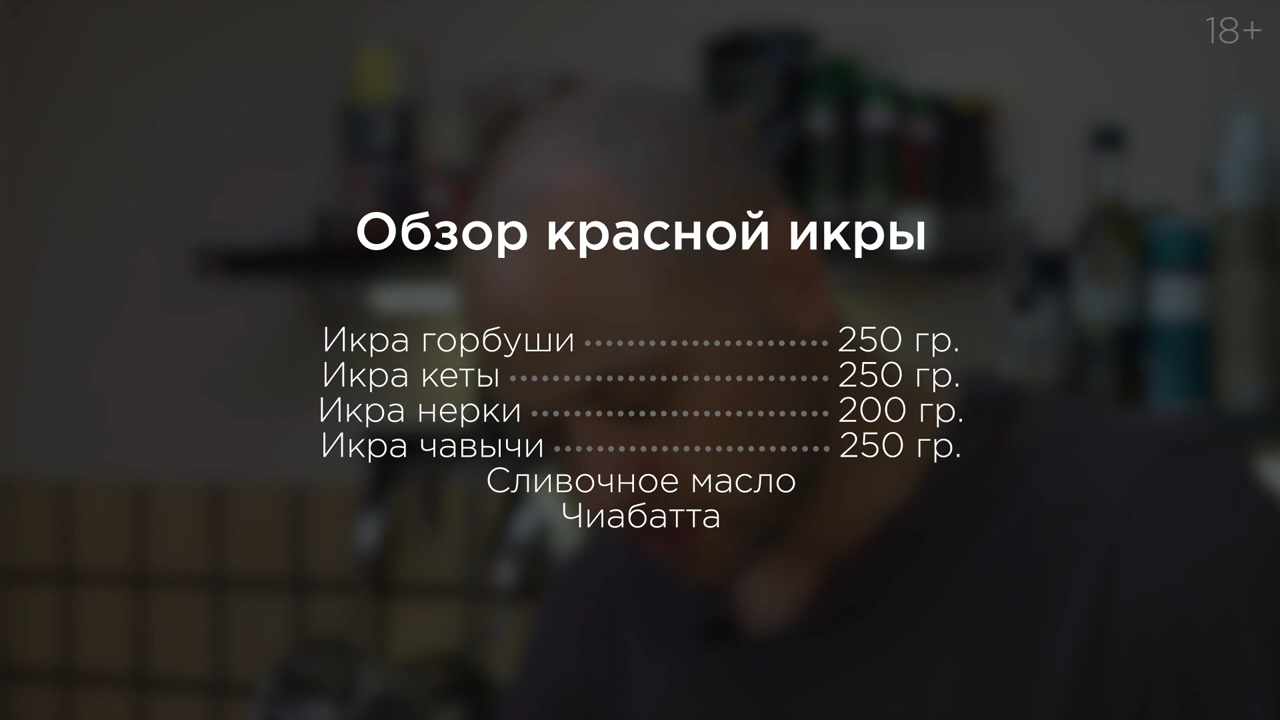 18+
Обзор красной икры
Икра горбуши ........................ 250 гр.
Икра кеты ........................ 250 гр.
Икра нерки ........................ 200 гр.
Икра чавычи ........................ 250 гр.
Сливочное масло
Чиабатта